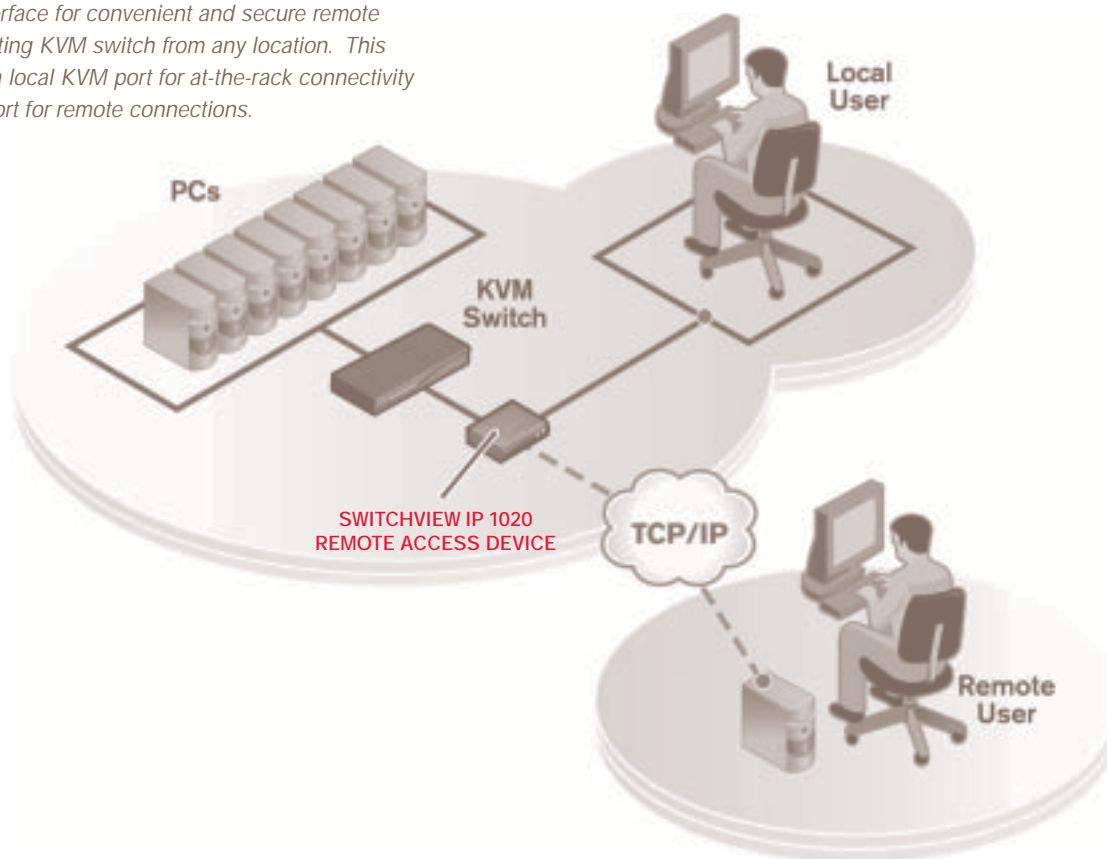 rface for convenient and secure remote
ting KVM switch from any location. This
local KVM port for at-the-rack connectivity
ort for remote connections.
Local
User
PCs
KVM
Switch
SWITCHVIEW IP 1020
REMOTE ACCESS DEVICE
TCP/IP
Remote
User